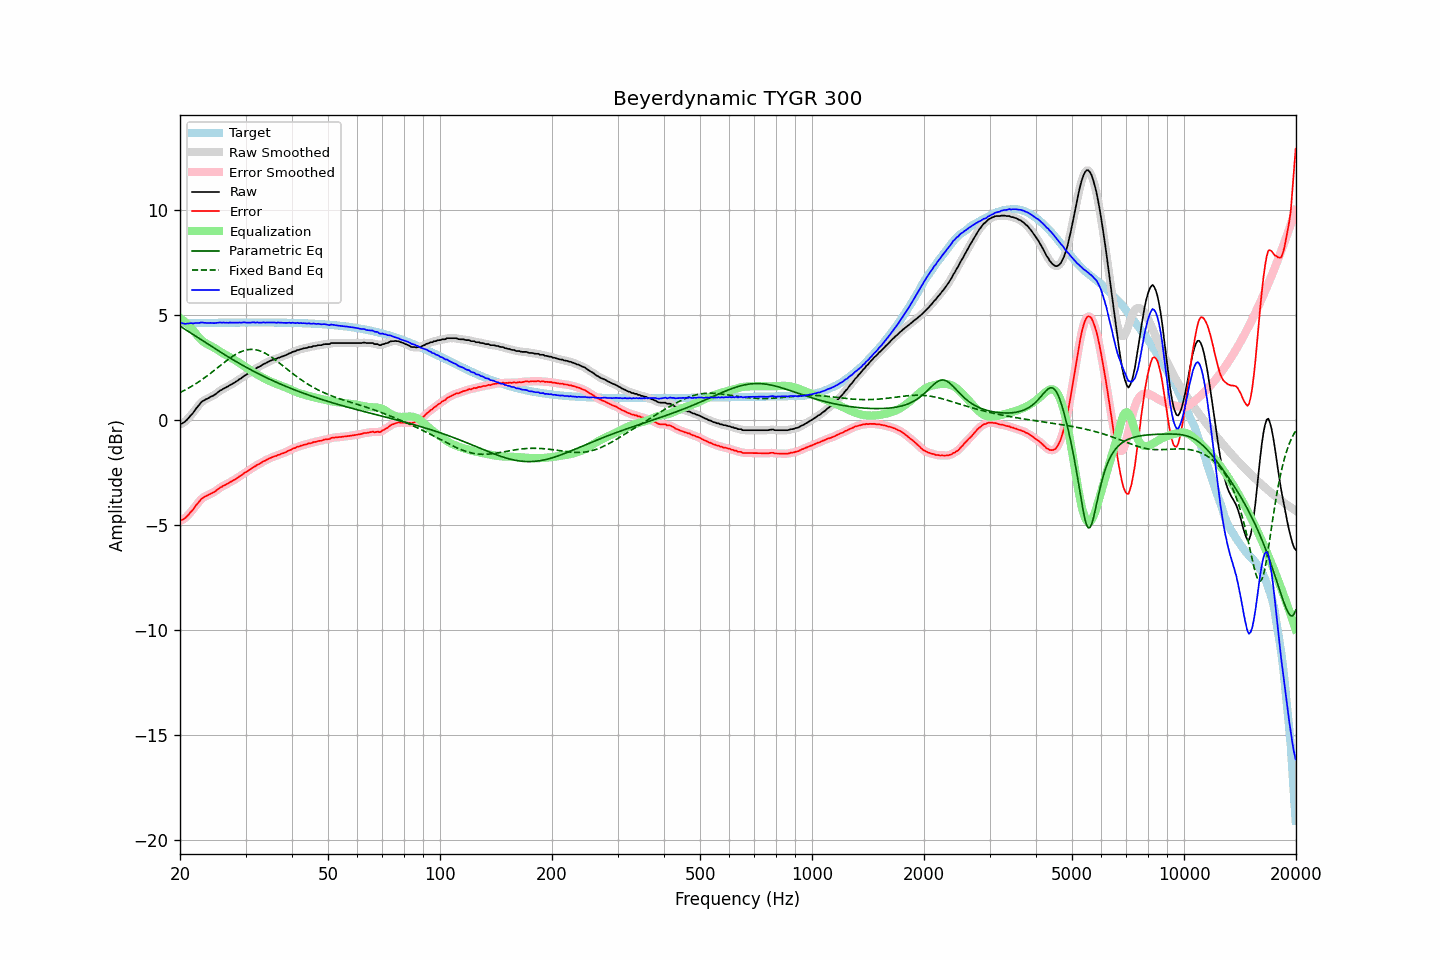 Beyerdynamic TYGR 300
Target
Raw Smoothed
Error Smoothed
Raw
Error
Equalization
Parametric Eq
Fixed Band Eq
Equalized
10
5
0
−5
−10
−15
−20
Amplitude (dBr)
20
50
100
200
500
1000
2000
5000
10000
20000
Frequency (Hz)